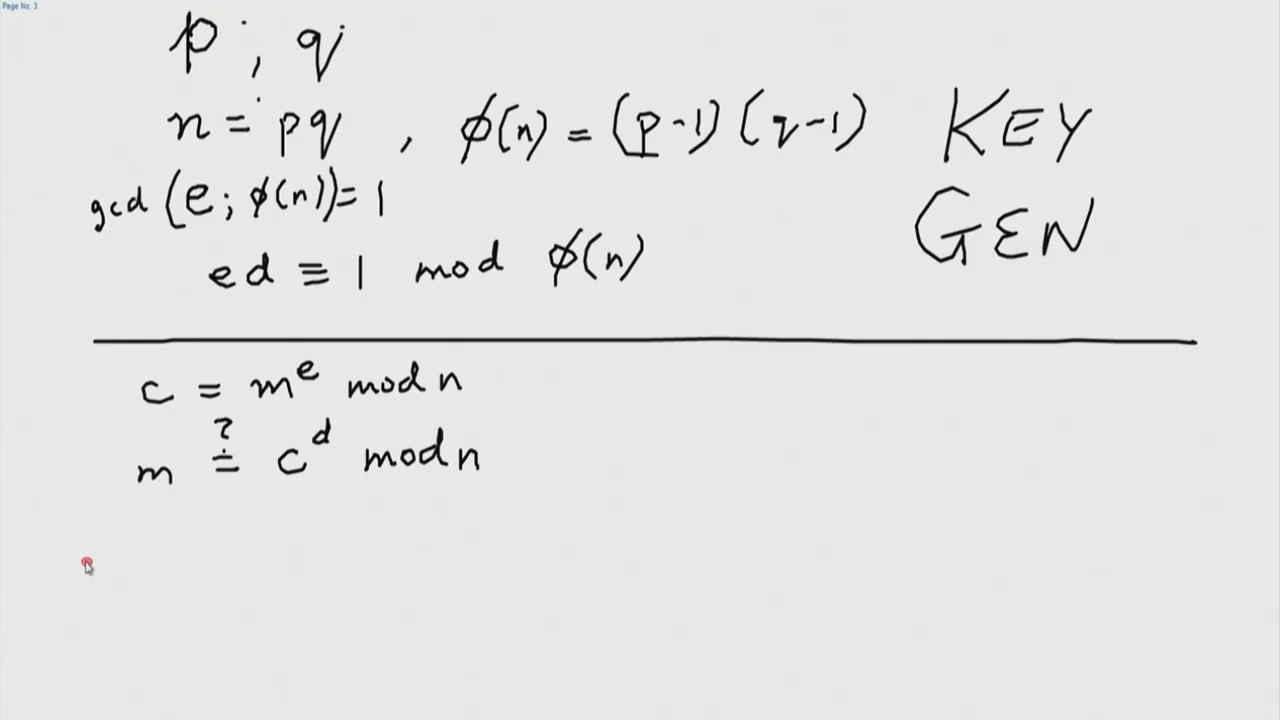 Page No: 3
p ; q
n = pq , φ(n) = (p-1) (q-1) KEY
gcd (e; φ(n)) = 1 GEN
ed ≡ 1 mod φ(n)
c = m^e mod n
m ≟ c^d mod n